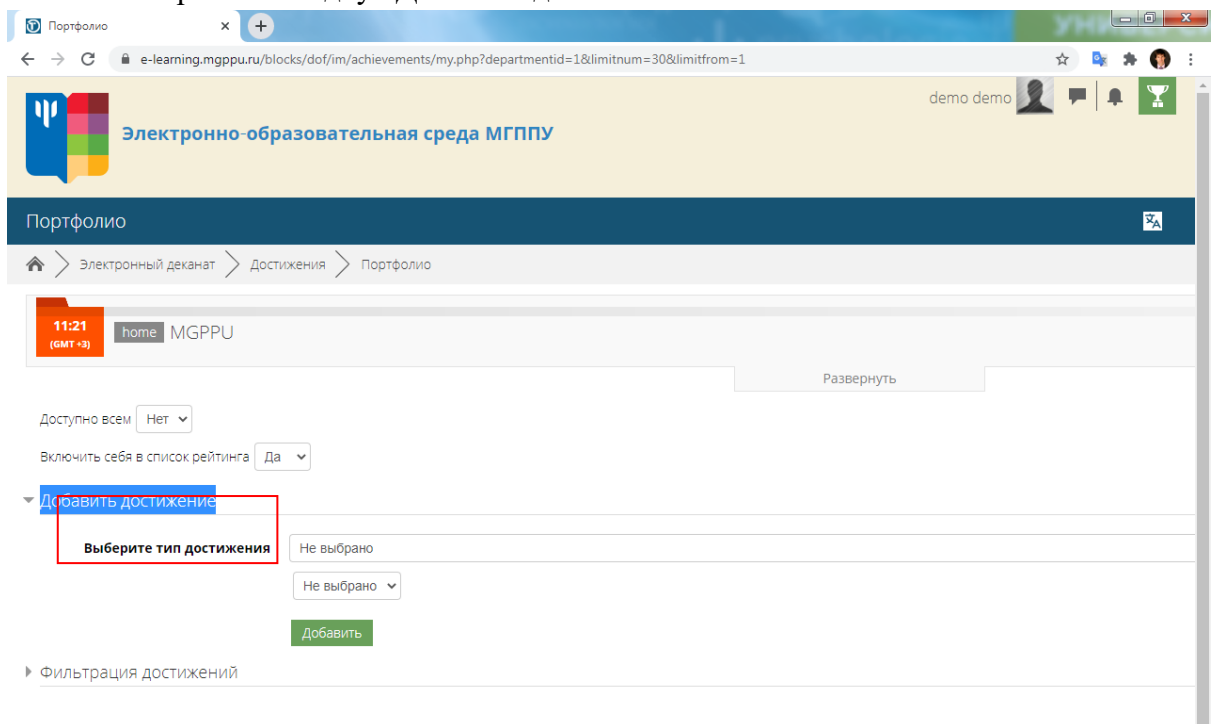 Портфолио
e-learning.mgppu.ru/blocks/dof/im/achievements/my.php?departmentid=1&limitnum=30&limitfrom=1
demo demo
Электронно-образовательная среда МГППУ
Портфолио
Электронный деканат Достижения Портфолио
11:21
(GMT +3)
home MGPPU
Развернуть
Доступно всем Нет
Включить себя в список рейтинга Да
Добавить достижение
Выберите тип достижения Не выбрано
Не выбрано
Добавить
Фильтрация достижений